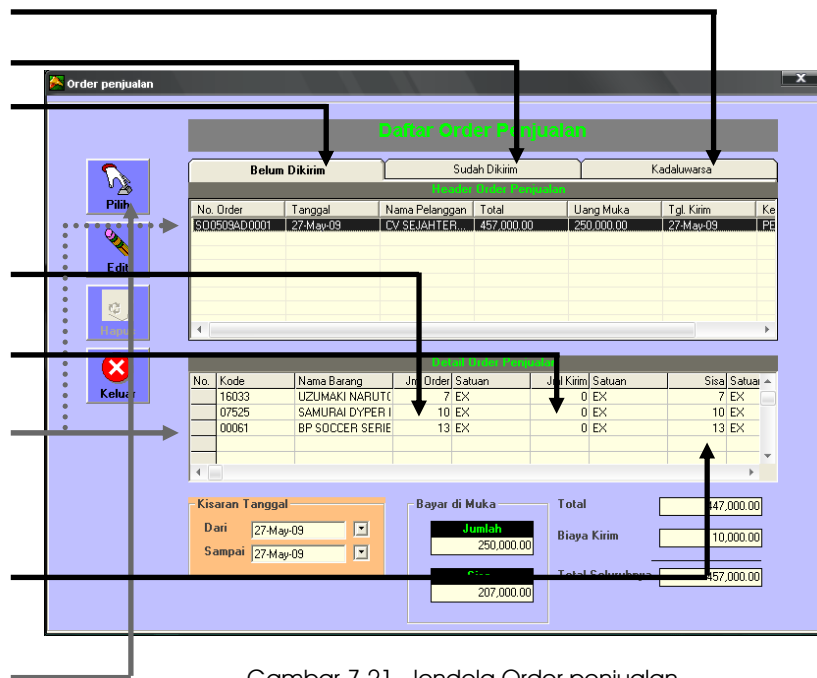 Order penjualan
Daftar Order Penjualan
Belum Dikirim Sudah Dikirim Kadaluwarsa
Header Order Penjualan
Pilih
No. Order Tanggal Nama Pelanggan Total Uang Muka Tgl. Kirim Ke
SO0509AD0001 27-May-09 CV SEJAHTER... 457,000.00 250,000.00 27-May-09 PE
Edit
Hapus
Detail Order Penjualan
Keluar
No. Kode Nama Barang Jml Order Satuan Jml Kirim Satuan Sisa Satuan
16033 UZUMAKI NARUTO 7 EX 0 EX 7 EX
07525 SAMURAI DYPER I 10 EX 0 EX 10 EX
00061 BP SOCCER SERIE 13 EX 0 EX 13 EX
Kisaran Tanggal Bayar di Muka Total 447,000.00
Dari 27-May-09 Jumlah
250,000.00 Biaya Kirim 10,000.00
Sampai 27-May-09
Sisa Total Seluruhnya 457,000.00
207,000.00
Gambar 7.21. Jendela Order penjualan